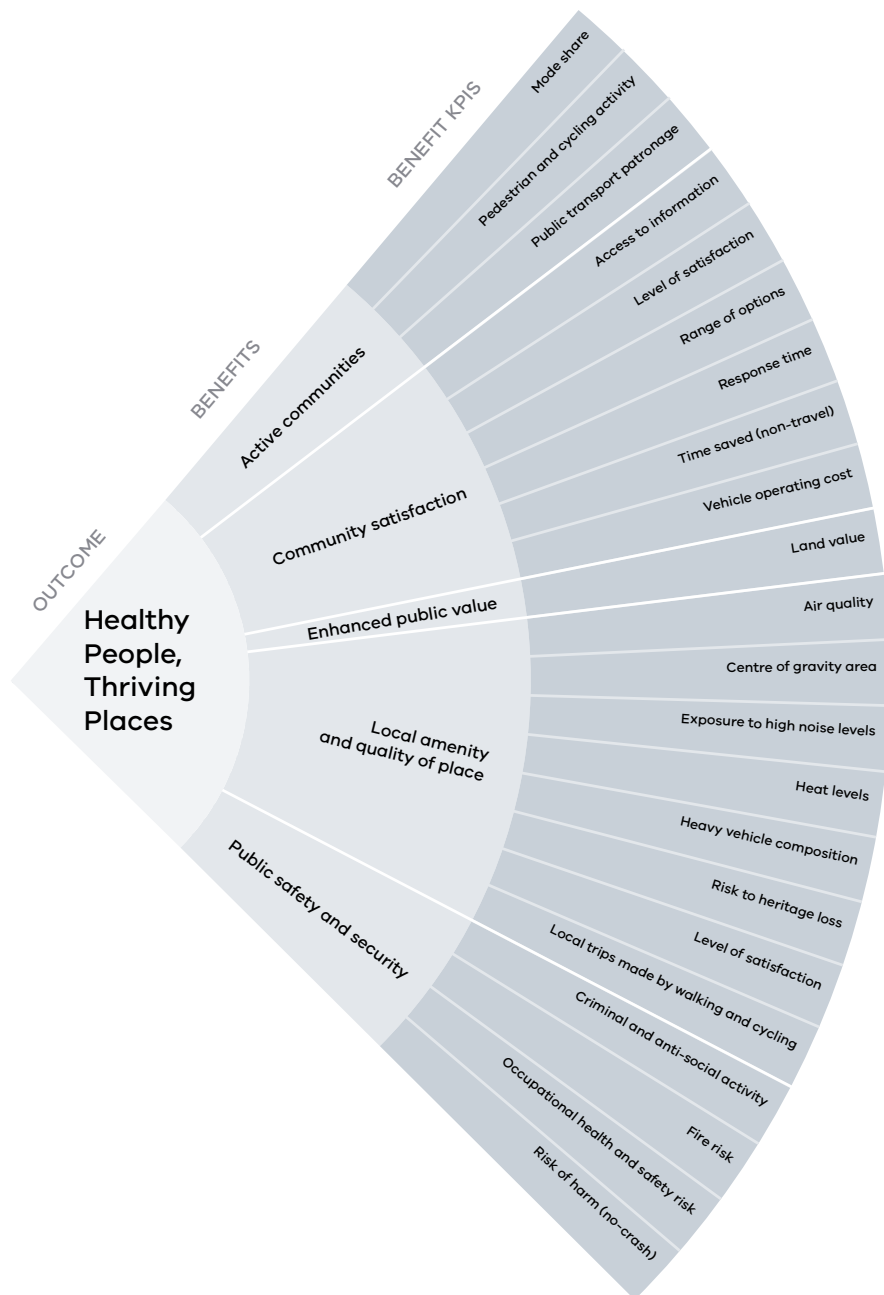 OUTCOME
BENEFITS
BENEFIT KPIS
Healthy
People,
Thriving
Places
Active communities
Community satisfaction
Enhanced public value
Local amenity
and quality of place
Public safety and security
Mode share
Pedestrian and cycling activity
Public transport patronage
Access to information
Level of satisfaction
Range of options
Response time
Time saved (non-travel)
Vehicle operating cost
Land value
Air quality
Centre of gravity area
Exposure to high noise levels
Heat levels
Heavy vehicle composition
Risk to heritage loss
Level of satisfaction
Local trips made by walking and cycling
Criminal and anti-social activity
Fire risk
Occupational health and safety risk
Risk of harm (no-crash)